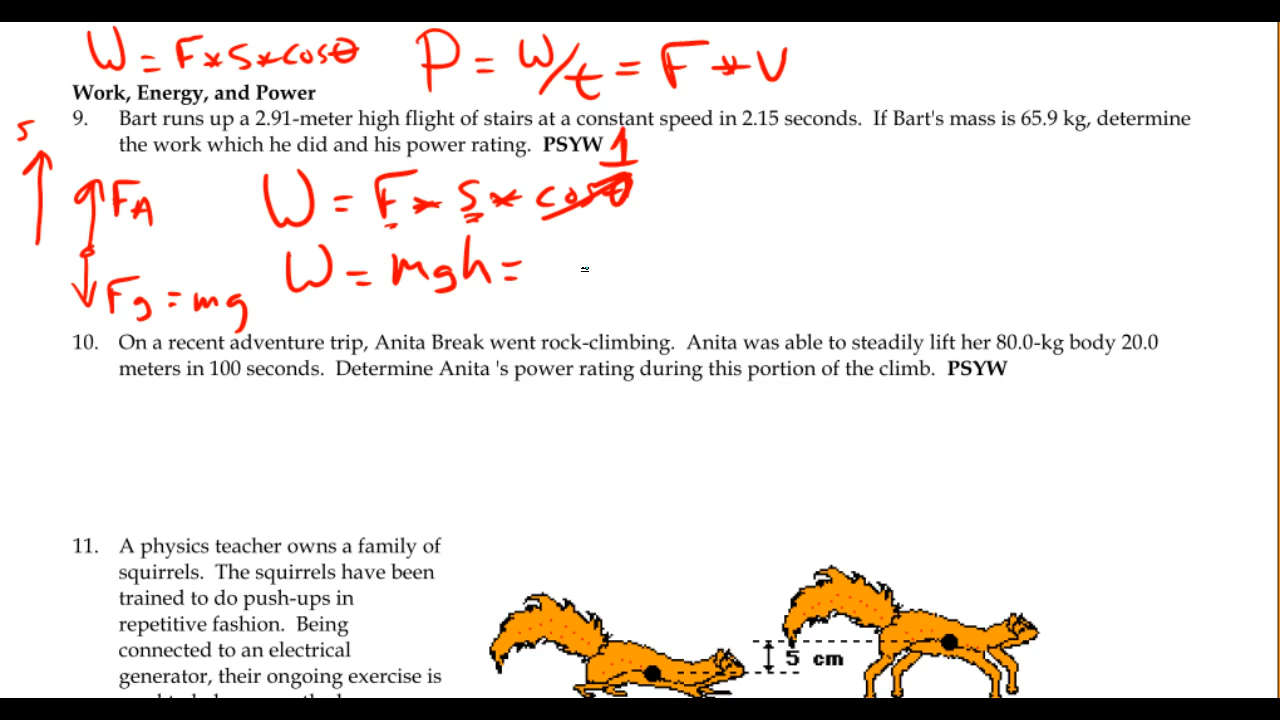 W = F * S * cosθ P = W/t = F * V
Work, Energy, and Power
9. Bart runs up a 2.91-meter high flight of stairs at a constant speed in 2.15 seconds. If Bart's mass is 65.9 kg, determine
the work which he did and his power rating. PSYW
1
S
FA
W = F * S * cosθ
W = mgh =
Fg = mg
10. On a recent adventure trip, Anita Break went rock-climbing. Anita was able to steadily lift her 80.0-kg body 20.0
meters in 100 seconds. Determine Anita 's power rating during this portion of the climb. PSYW
11. A physics teacher owns a family of
squirrels. The squirrels have been
trained to do push-ups in
repetitive fashion. Being
connected to an electrical
generator, their ongoing exercise is
5 cm